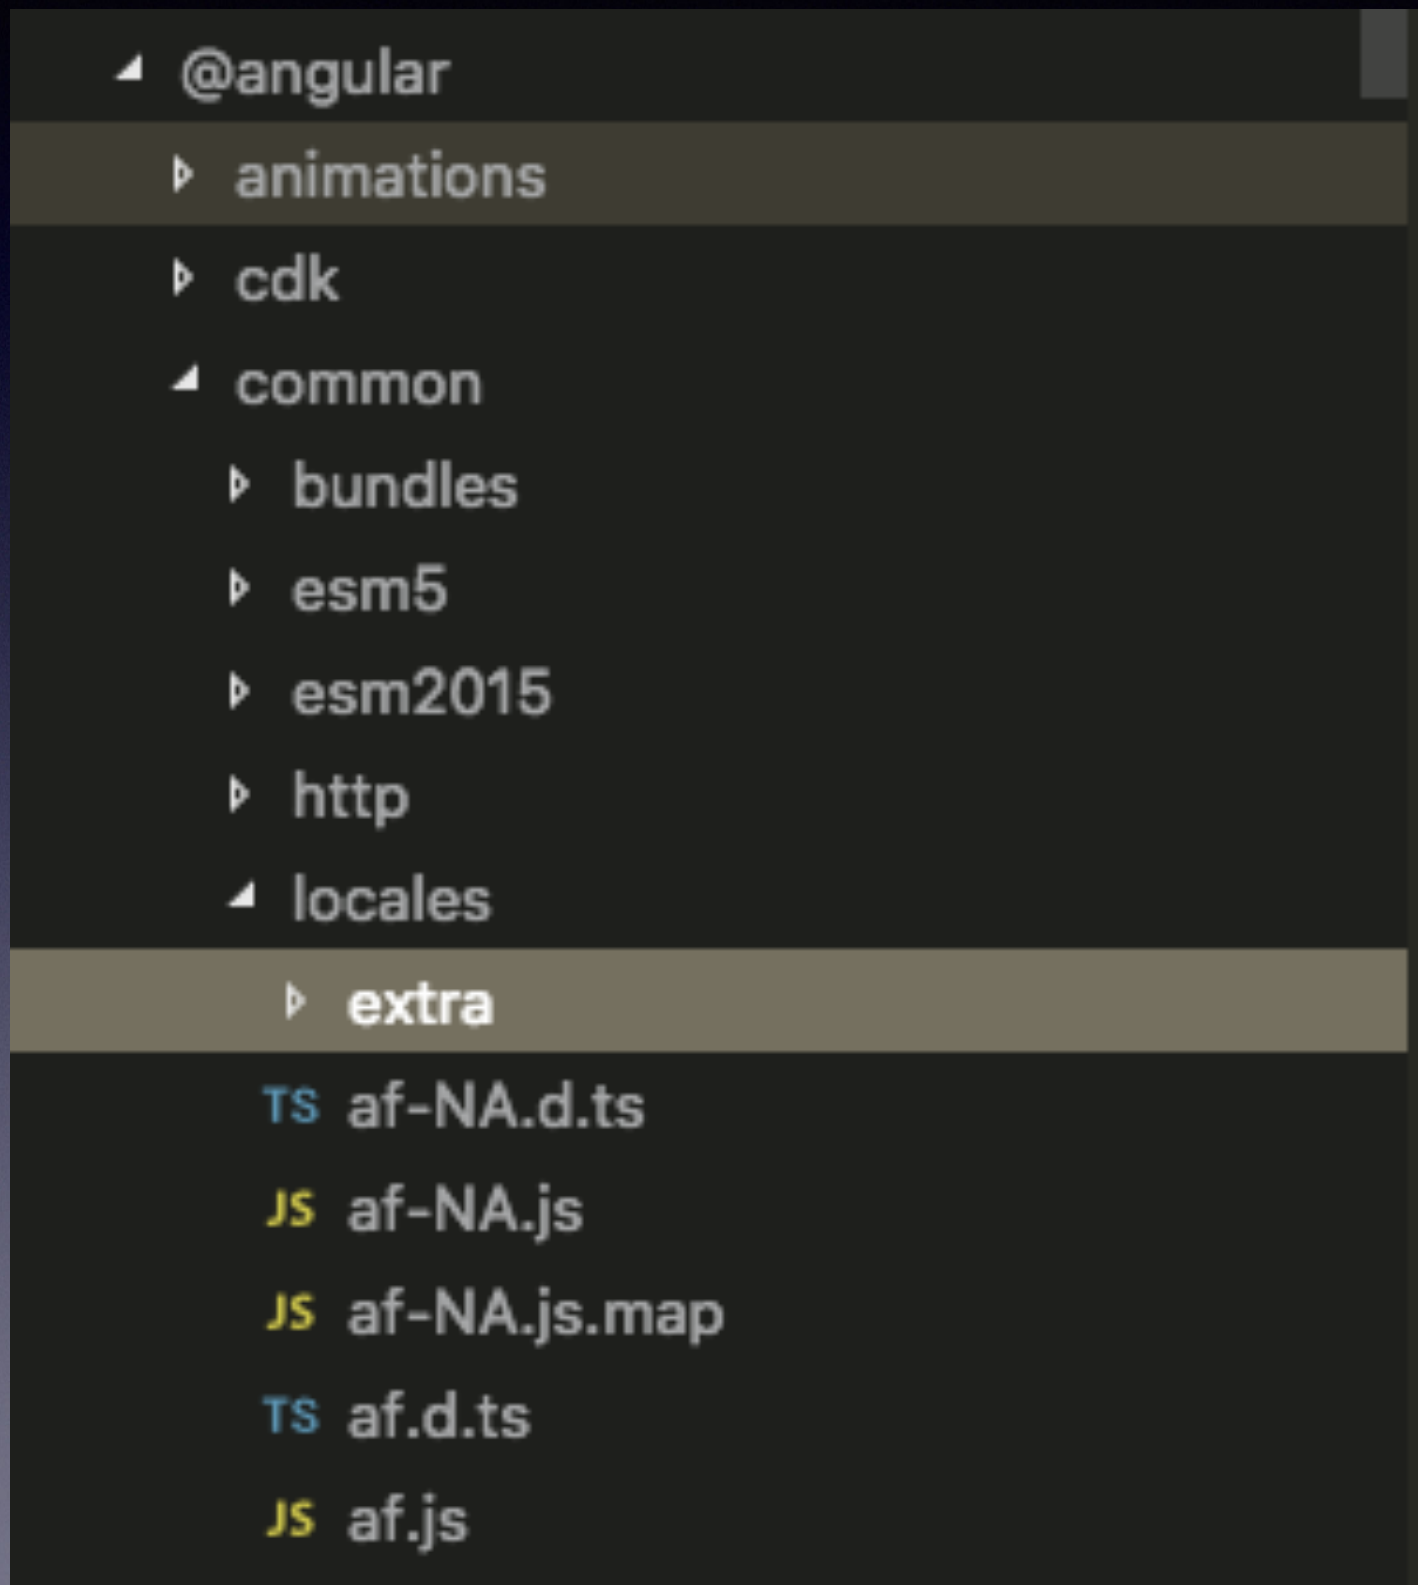 @angular
animations
cdk
common
bundles
esm5
esm2015
http
locales
extra
TS af-NA.d.ts
JS af-NA.js
JS af-NA.js.map
TS af.d.ts
JS af.js